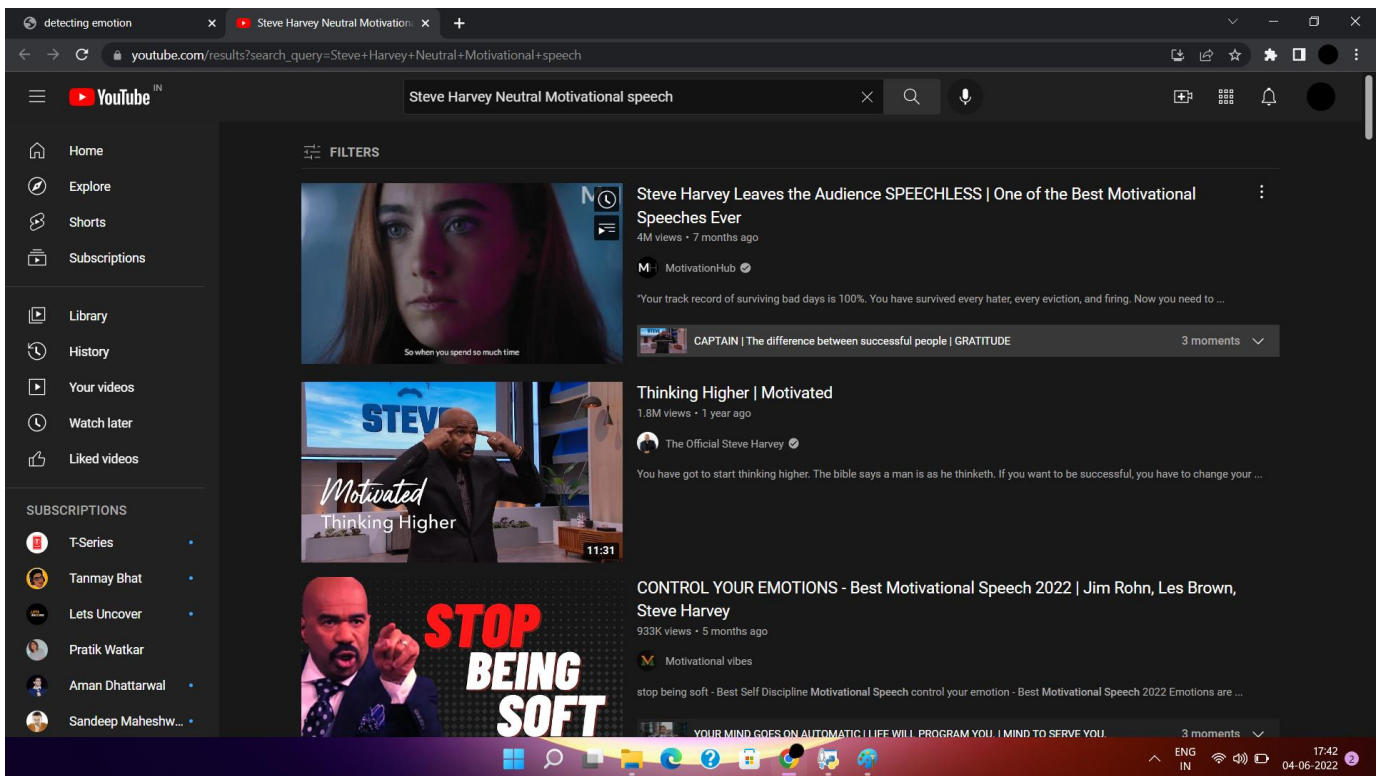 detecting emotion
Steve Harvey Neutral Motivation
youtube.com/results?search_query=Steve+Harvey+Neutral+Motivational+speech
YouTube IN
Steve Harvey Neutral Motivational speech
Home
Explore
Shorts
Subscriptions
Library
History
Your videos
Watch later
Liked videos
SUBSCRIPTIONS
T-Series
Tanmay Bhat
Lets Uncover
Pratik Watkar
Aman Dhattarwal
Sandeep Maheshw...
FILTERS
So when you spend so much time
Steve Harvey Leaves the Audience SPEECHLESS | One of the Best Motivational
Speeches Ever
4M views • 7 months ago
MH MotivationHub
"Your track record of surviving bad days is 100%. You have survived every hater, every eviction, and firing. Now you need to ...
CAPTAIN | The difference between successful people | GRATITUDE
3 moments
STEVE
Motivated
Thinking Higher
11:31
Thinking Higher | Motivated
1.8M views • 1 year ago
The Official Steve Harvey
You have got to start thinking higher. The bible says a man is as he thinketh. If you want to be successful, you have to change your ...
STOP
BEING
SOFT
CONTROL YOUR EMOTIONS - Best Motivational Speech 2022 | Jim Rohn, Les Brown,
Steve Harvey
933K views • 5 months ago
Motivational vibes
stop being soft - Best Self Discipline Motivational Speech control your emotion - Best Motivational Speech 2022 Emotions are ...
YOUR MIND GOES ON AUTOMATIC | LIFE WILL PROGRAM YOU. | MIND TO SERVE YOU.
3 moments
ENG
IN
17:42
04-06-2022
2